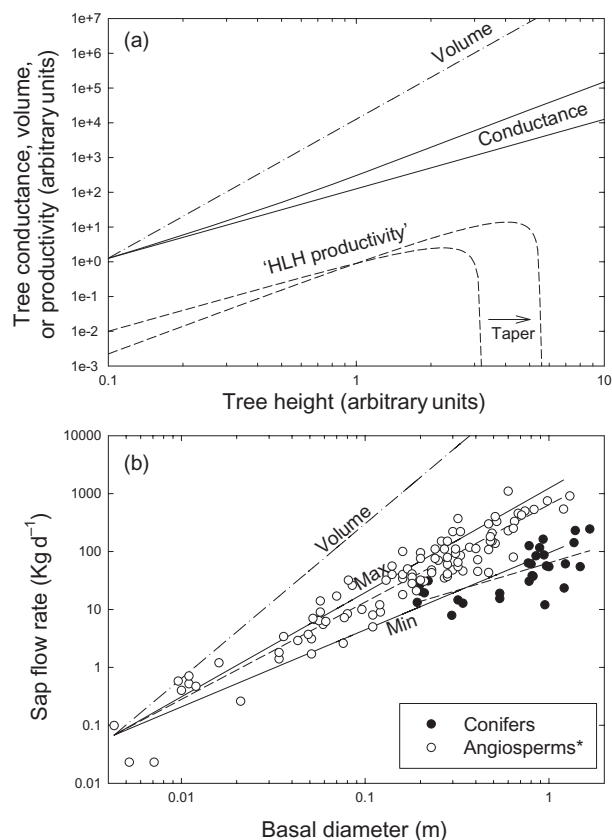 (a)
Tree conductance, volume,
or productivity (arbitrary units)
1e+7
1e+6
1e+5
1e+4
1e+3
1e+2
1e+1
1e+0
1e-1
1e-2
1e-3
Volume
Conductance
'HLH productivity'
Taper
0.1
1
10
Tree height (arbitrary units)
(b)
Sap flow rate (Kg d⁻¹)
10000
1000
100
10
1
0.1
0.01
Volume
Max
Min
Conifers
Angiosperms*
0.01
0.1
1
Basal diameter (m)